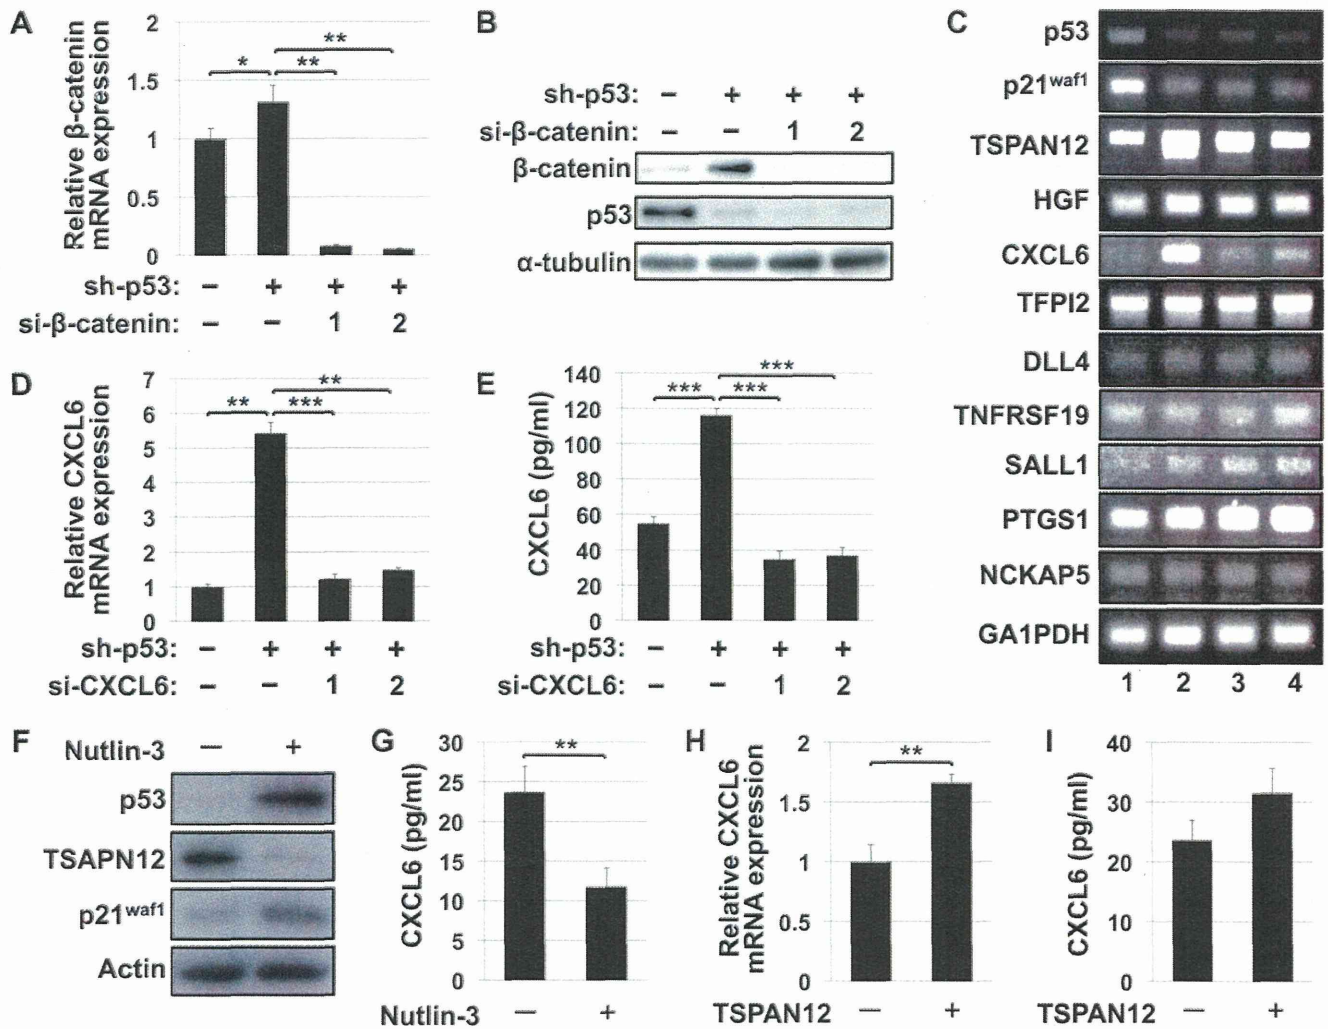 A
Relative β-catenin
mRNA expression
2
1.5
1
0.5
0
*
**
**
sh-p53: − + + +
si-β-catenin: − − 1 2
B
sh-p53: − + + +
si-β-catenin: − − 1 2
β-catenin
p53
α-tubulin
C
p53
p21waf1
TSPAN12
HGF
CXCL6
TFPI2
DLL4
TNFRSF19
SALL1
PTGS1
NCKAP5
GA1PDH
1 2 3 4
D
Relative CXCL6
mRNA expression
7
6
5
4
3
2
1
0
**
***
**
sh-p53: − + + +
si-CXCL6: − − 1 2
E
CXCL6 (pg/ml)
140
120
100
80
60
40
20
0
***
***
***
sh-p53: − + + +
si-CXCL6: − − 1 2
F
Nutlin-3 − +
p53
TSAPN12
p21waf1
Actin
G
CXCL6 (pg/ml)
30
25
20
15
10
5
0
**
Nutlin-3 − +
H
Relative CXCL6
mRNA expression
2
1.5
1
0.5
0
**
TSPAN12 − +
I
CXCL6 (pg/ml)
40
30
20
10
0
TSPAN12 − +